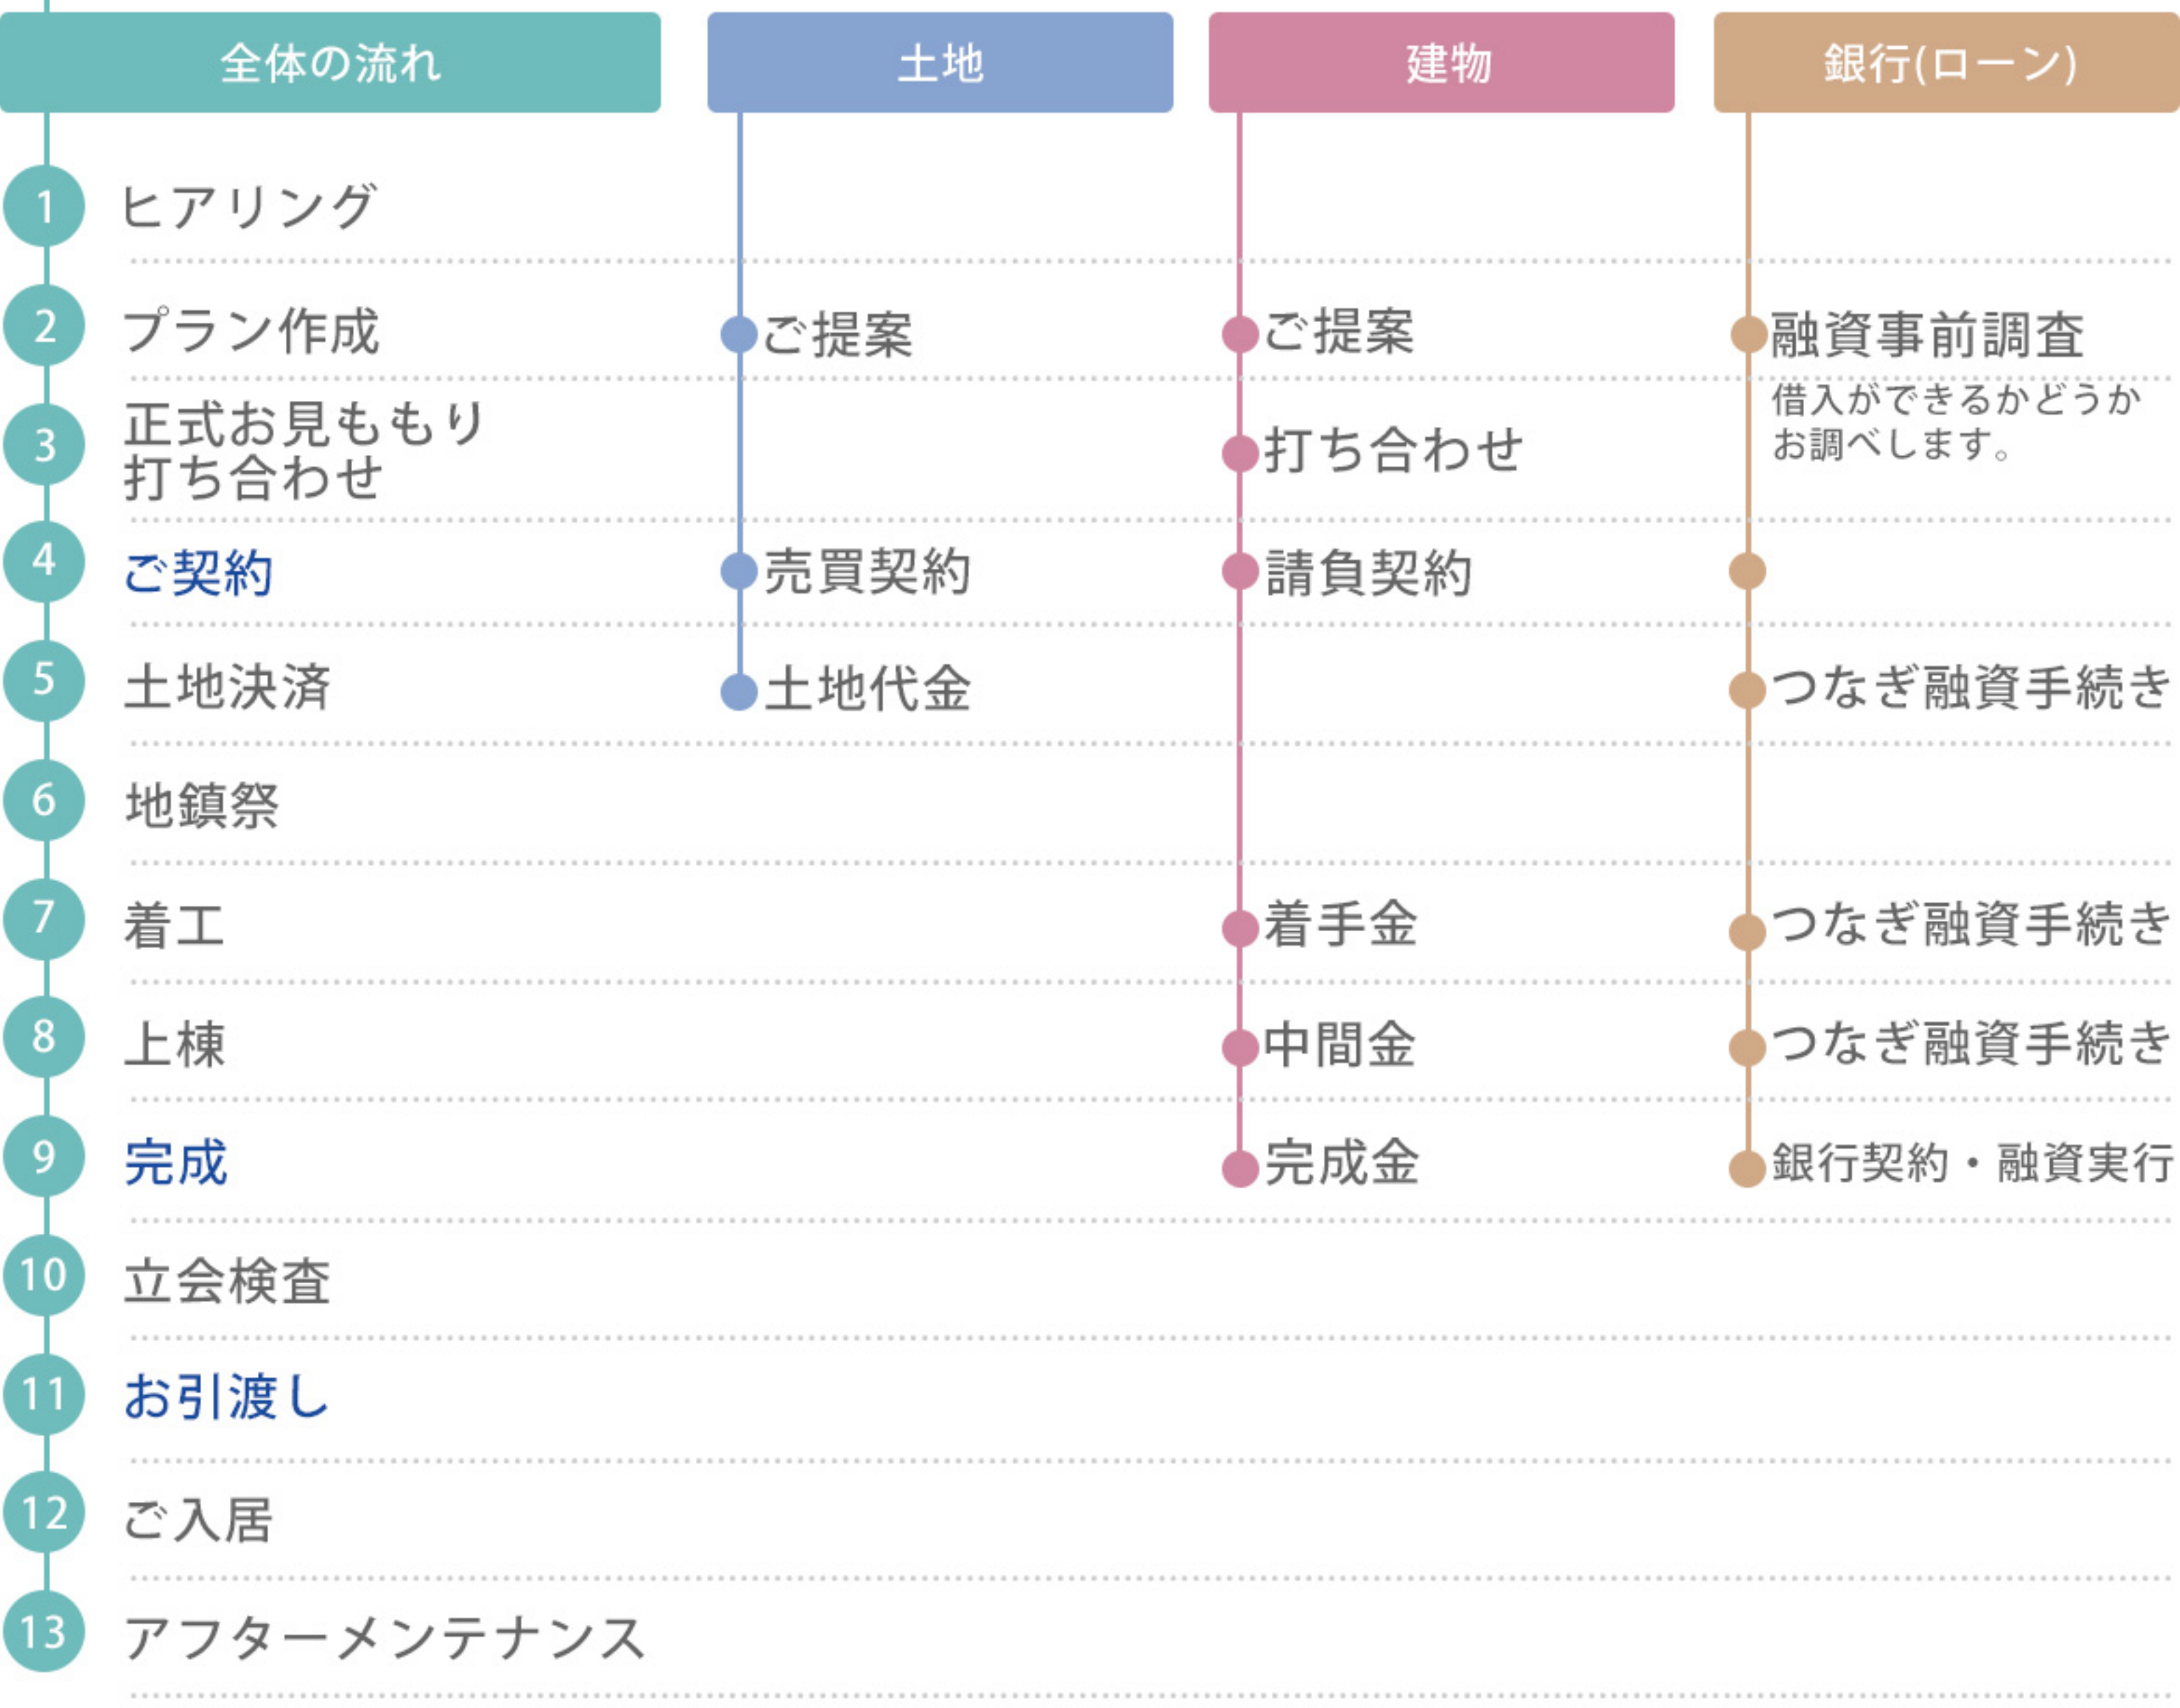 全体の流れ
土地
建物
銀行(ローン)
1 ヒアリング
2 プラン作成
ご提案
ご提案
融資事前調査
借入ができるかどうか
お調べします。
3 正式お見ももり
打ち合わせ
打ち合わせ
4 ご契約
売買契約
請負契約
5 土地決済
土地代金
つなぎ融資手続き
6 地鎮祭
7 着工
着手金
つなぎ融資手続き
8 上棟
中間金
つなぎ融資手続き
9 完成
完成金
銀行契約・融資実行
10 立会検査
11 お引渡し
12 ご入居
13 アフターメンテナンス